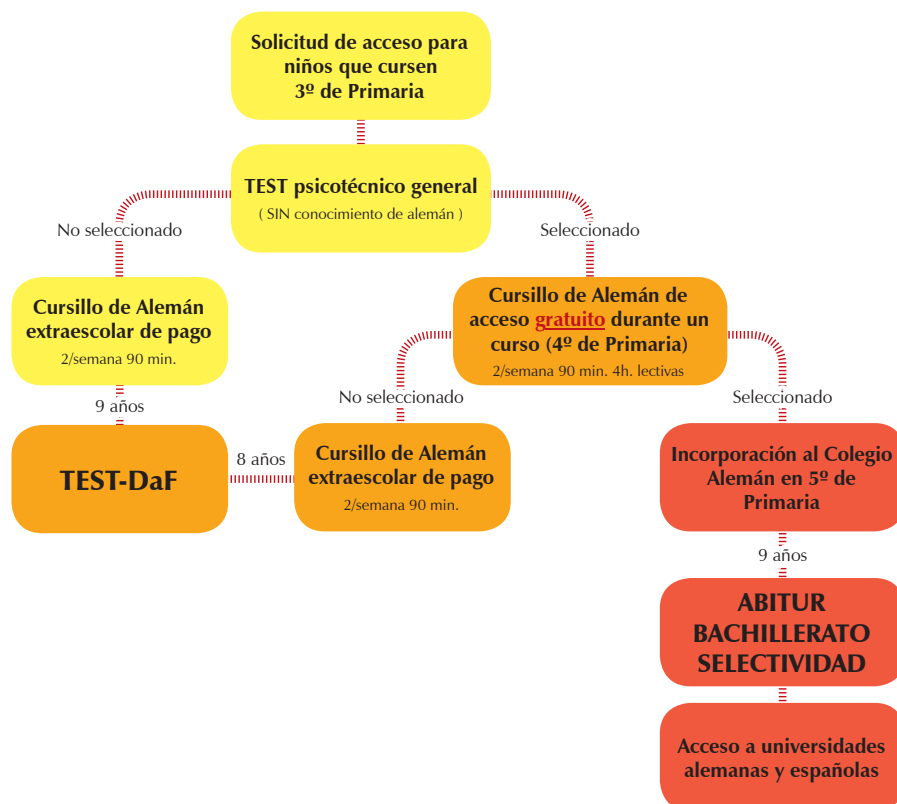 Solicitud de acceso para
niños que cursen
3º de Primaria
TEST psicotécnico general
( SIN conocimiento de alemán )
No seleccionado
Seleccionado
Cursillo de Alemán
extraescolar de pago
2/semana 90 min.
Cursillo de Alemán de
acceso gratuito durante un
curso (4º de Primaria)
2/semana 90 min. 4h. lectivas
9 años
No seleccionado
Seleccionado
TEST-DaF
8 años
Cursillo de Alemán
extraescolar de pago
2/semana 90 min.
Incorporación al Colegio
Alemán en 5º de
Primaria
9 años
ABITUR
BACHILLERATO
SELECTIVIDAD
Acceso a universidades
alemanas y españolas